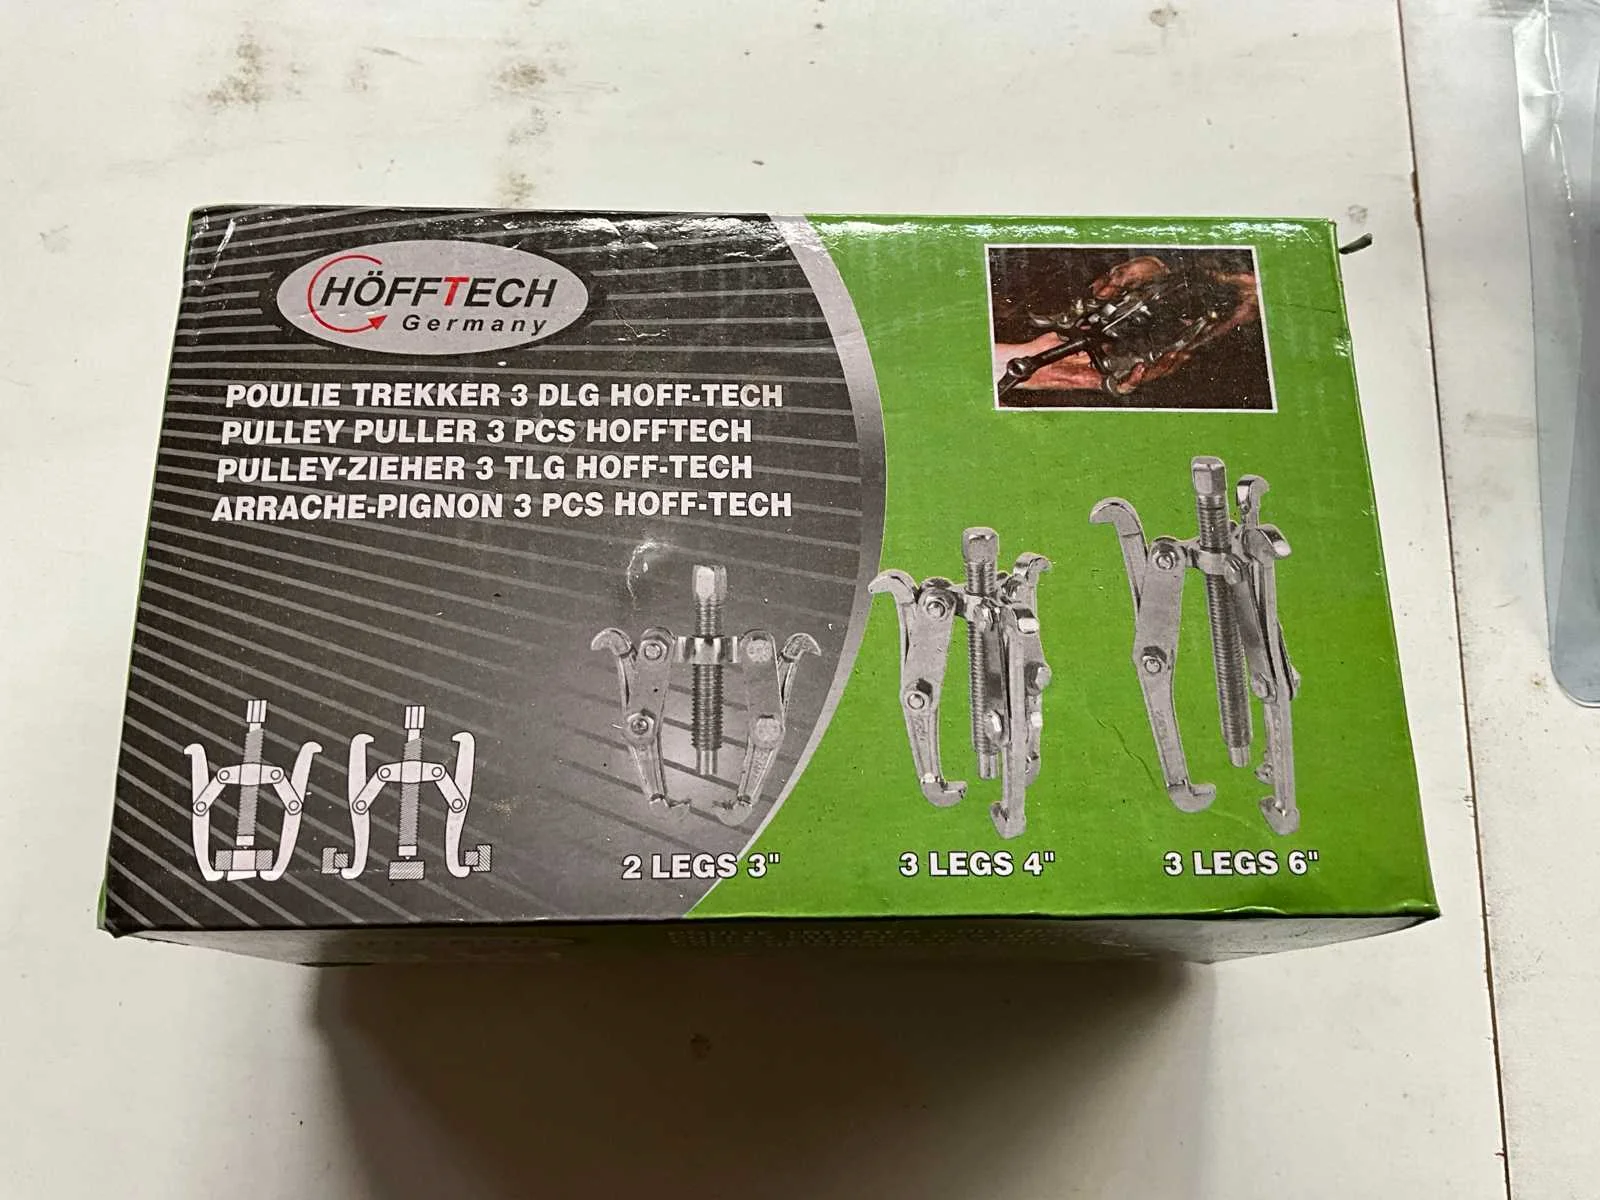 HÖFFTECH
Germany
POULIE TREKKER 3 DLG HOFF-TECH
PULLEY PULLER 3 PCS HOFFTECH
PULLEY-ZIEHER 3 TLG HOFF-TECH
ARRACHE-PIGNON 3 PCS HOFF-TECH
2 LEGS 3"
3 LEGS 4"
3 LEGS 6"